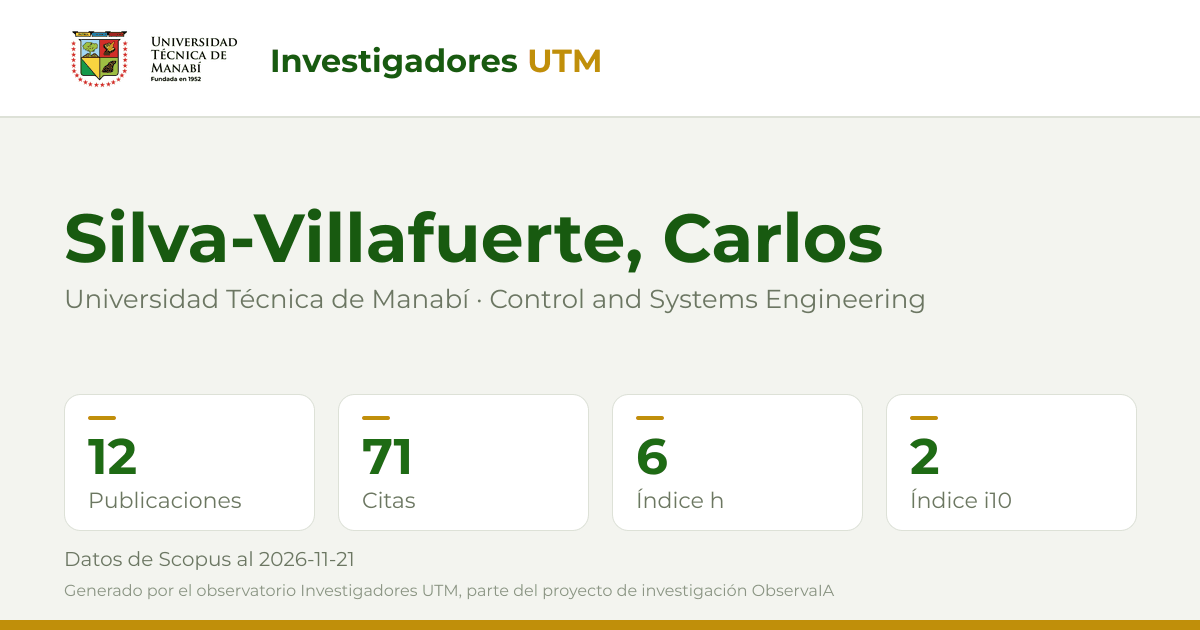 UNIVERSIDAD
TÉCNICA DE
MANABÍ
Fundada en 1952
Investigadores UTM
Silva-Villafuerte, Carlos
Universidad Técnica de Manabí · Control and Systems Engineering
12
Publicaciones
71
Citas
6
Índice h
2
Índice i10
Datos de Scopus al 2026-11-21
Generado por el observatorio Investigadores UTM, parte del proyecto de investigación ObservaIA